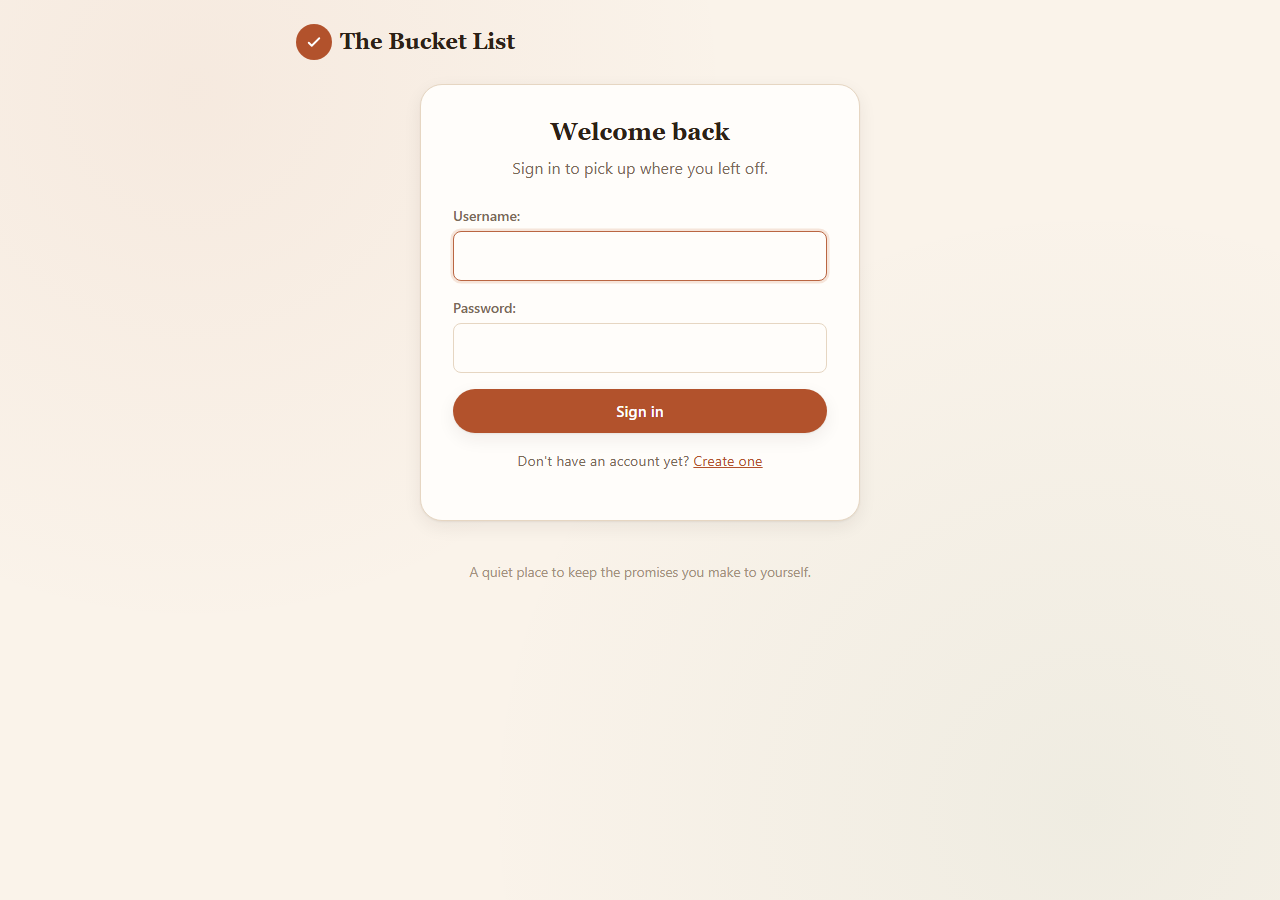 The Bucket List
Welcome back
Sign in to pick up where you left off.
Username:
Password:
Sign in
Don't have an account yet? Create one
A quiet place to keep the promises you make to yourself.